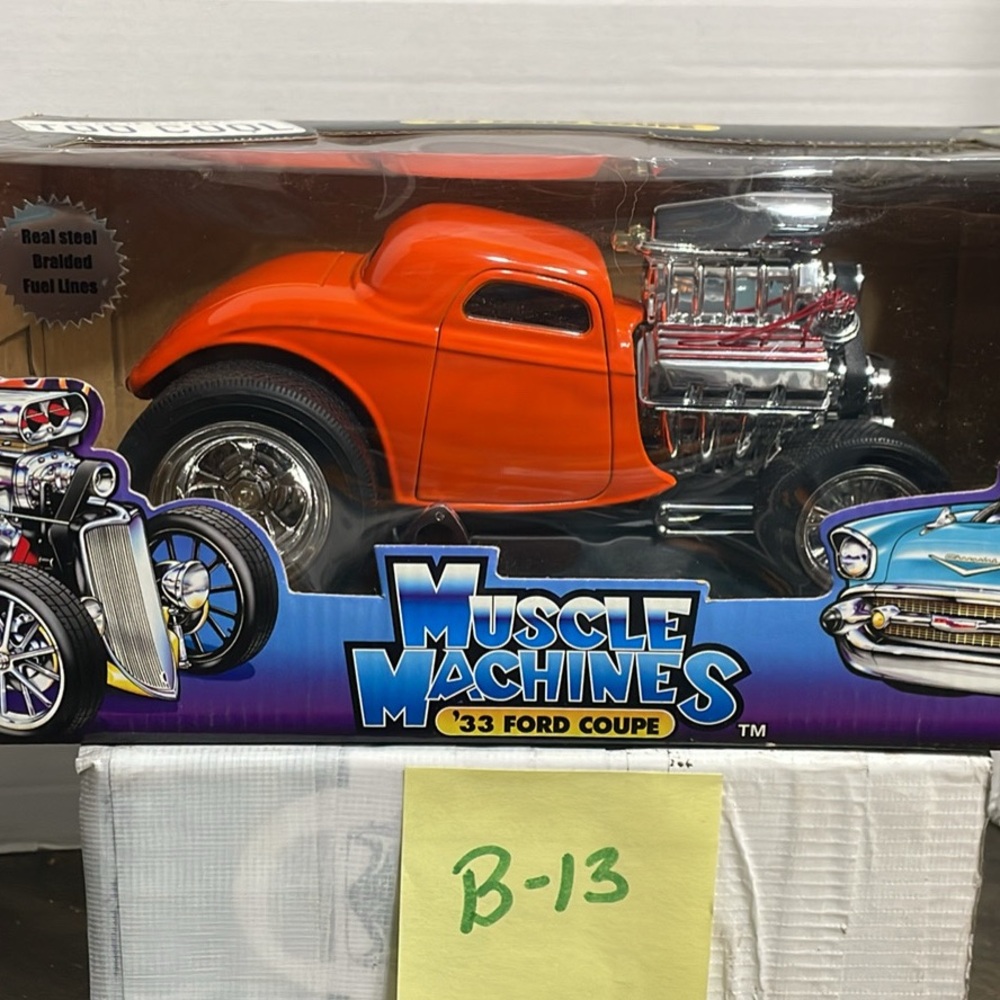 TOO COOL
Real steel
Braided
Fuel Lines
MUSCLE
MACHINES
'33 FORD COUPE
TM
B-13